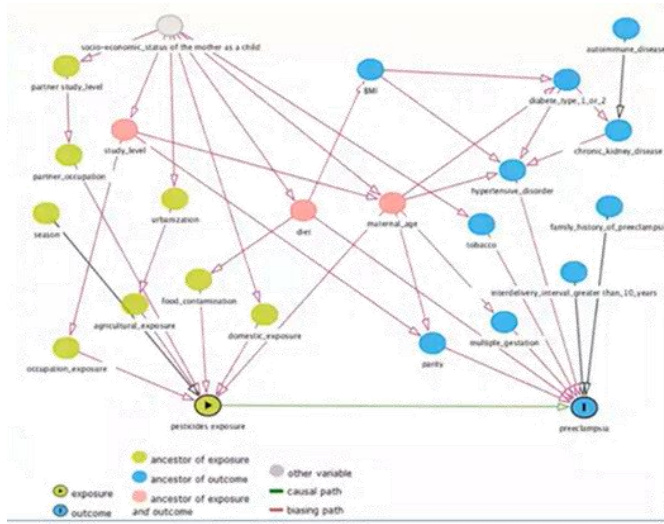 socio-economic_status of the mother as a child
autoimmune_disease
partner study_level
BMI
diabete_type_1_or_2
study_level
chronic_kidney_disease
partner_occupation
hypertensive_disorder
urbanization
season
diet
maternal_age
tobacco
family_history_of_preeclampsia
food_contamination
interdelivery_interval_greater_than_10_years
agricultural_exposure
domestic_exposure
multiple_gestation
occupation_exposure
parity
pesticides exposure
preeclampsia
exposure
outcome
ancestor of exposure
ancestor of outcome
ancestor of exposure
and outcome
other variable
causal path
biasing path